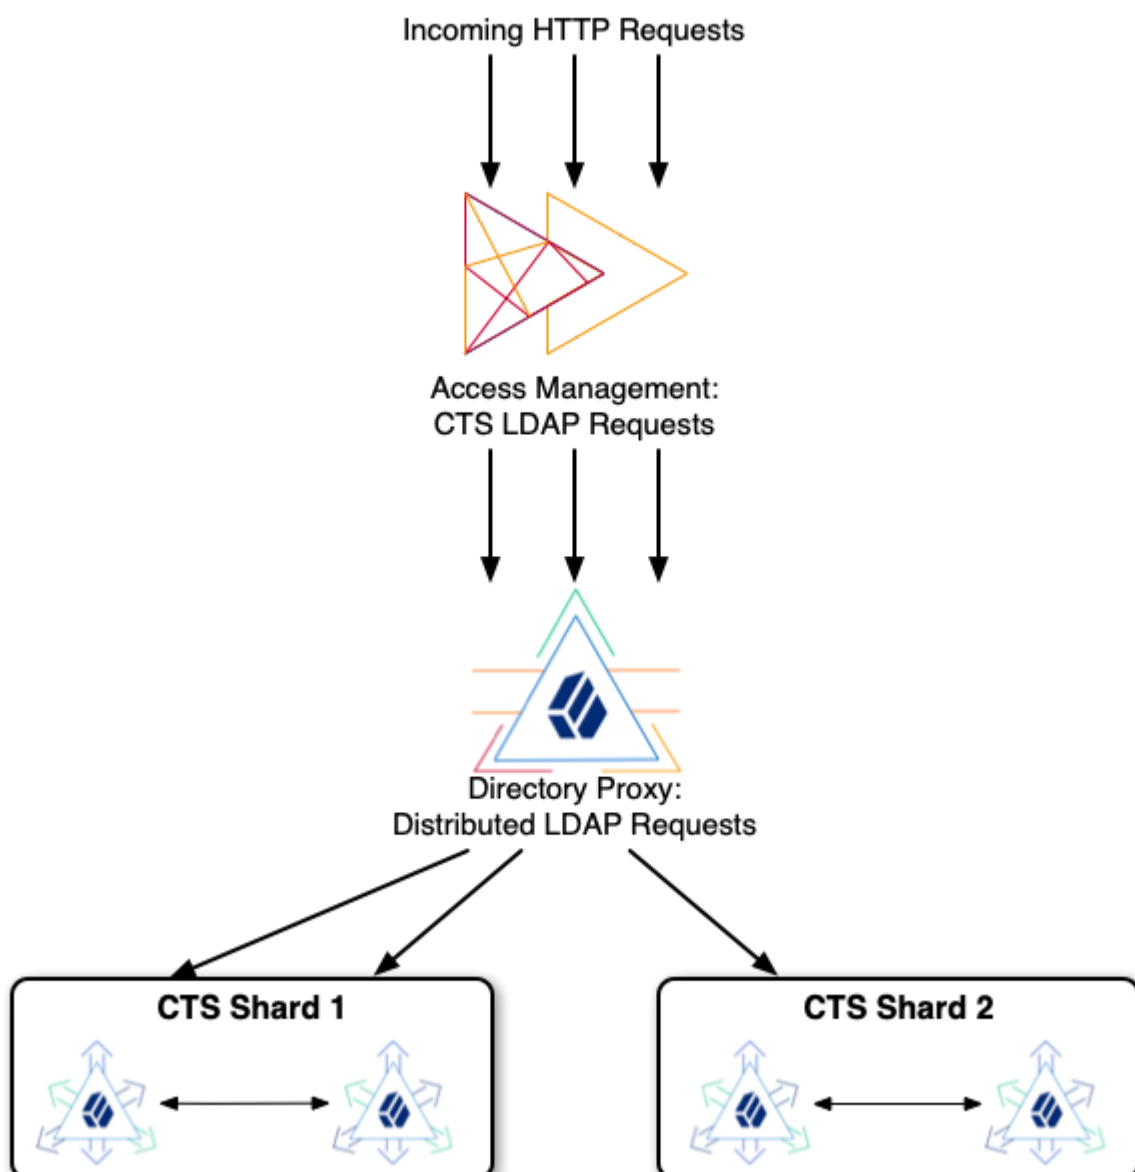 Incoming HTTP Requests
Access Management:
CTS LDAP Requests
Directory Proxy:
Distributed LDAP Requests
CTS Shard 1
CTS Shard 2